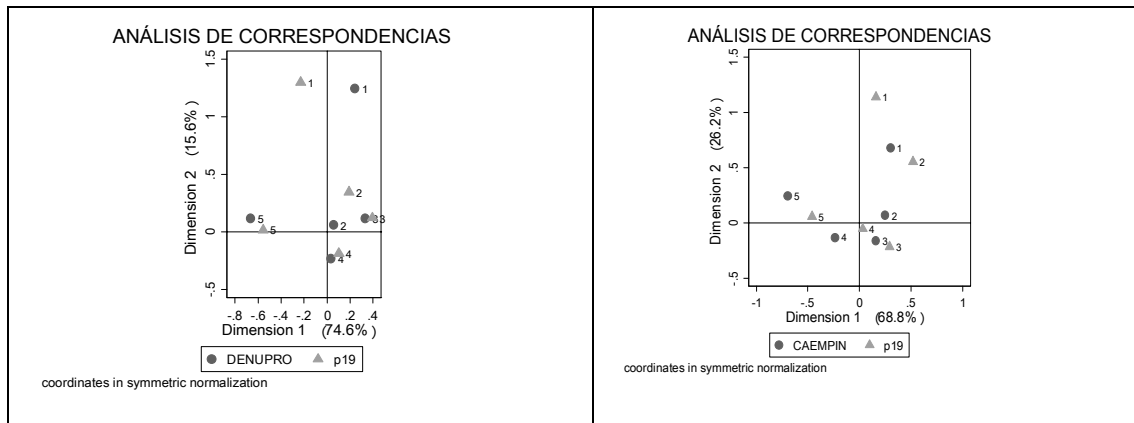 ANÁLISIS DE CORRESPONDENCIAS
Dimension 2 (15.6%)
1.5
1
.5
0
-.5
1
1
2
2
33
4
4
5
5
-.8 -.6 -.4 -.2 0 .2 .4
Dimension 1 (74.6%)
DENUPRO p19
coordinates in symmetric normalization
ANÁLISIS DE CORRESPONDENCIAS
Dimension 2 (26.2%)
1.5
1
.5
0
-.5
1
1
2
5
2
5
4
4
3
3
-1 -.5 0 .5 1
Dimension 1 (68.8%)
CAEMPIN p19
coordinates in symmetric normalization